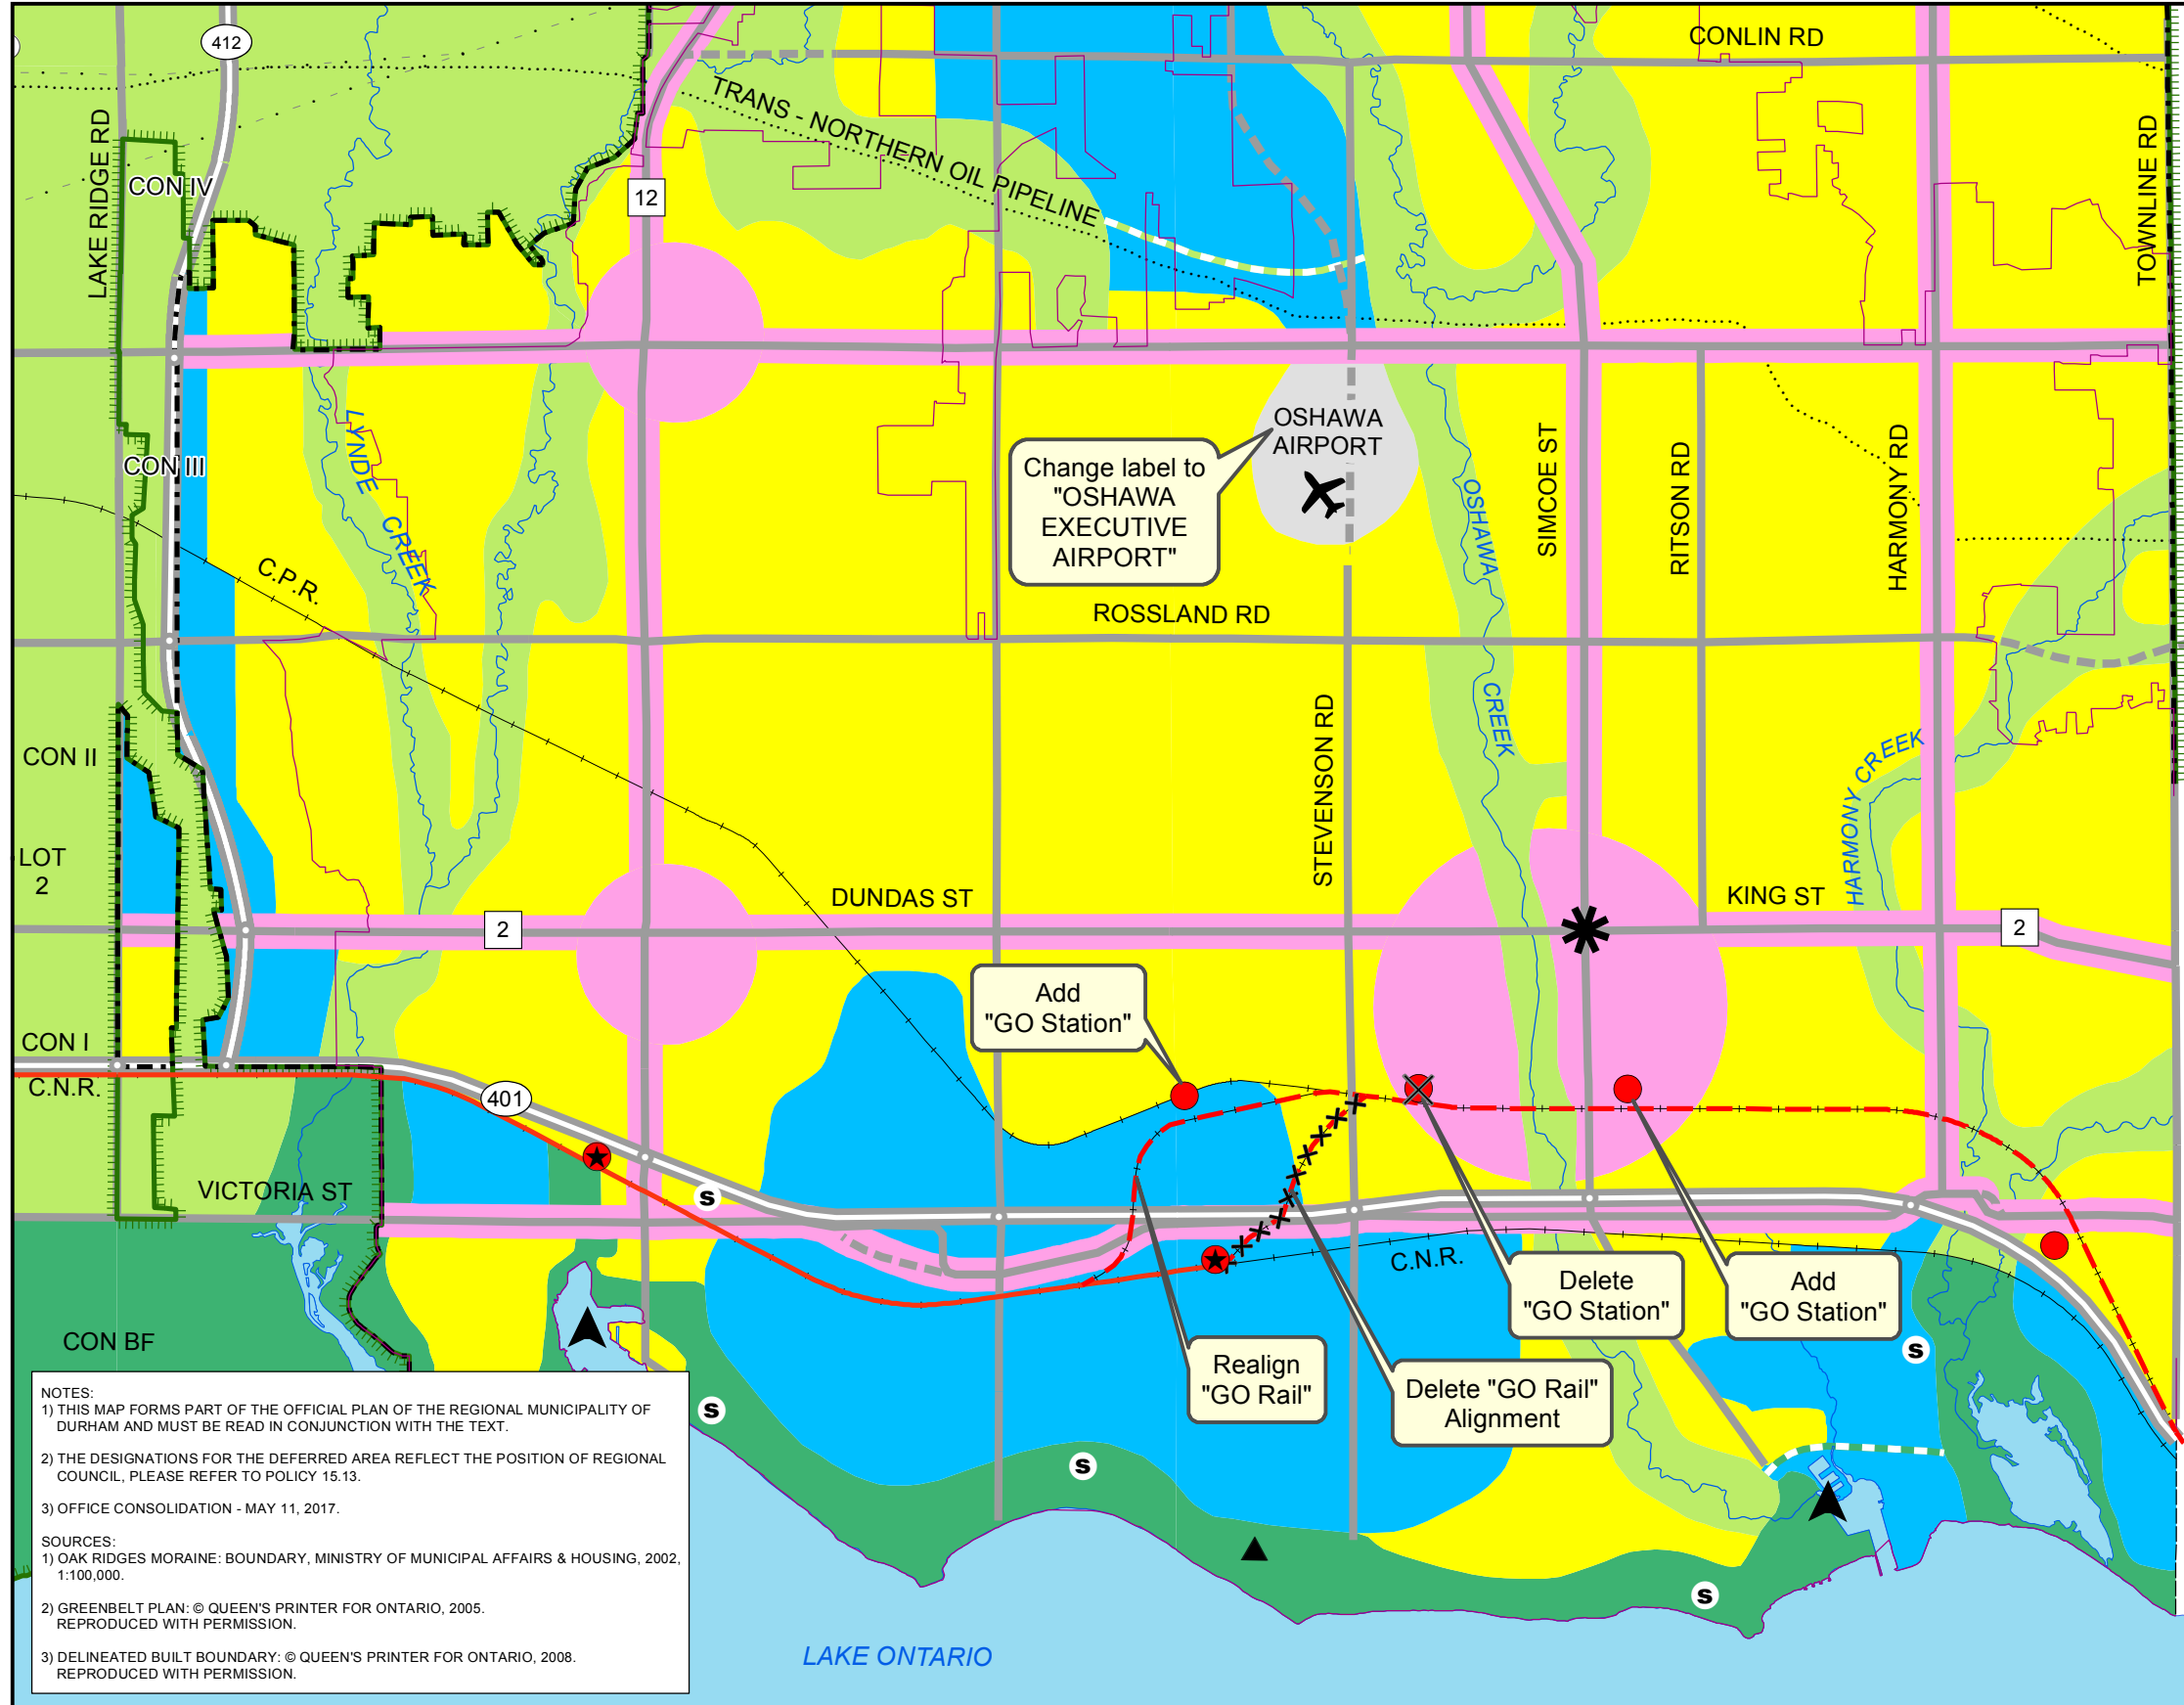 412
CONLIN RD
LAKE RIDGE RD
CON IV
TRANS - NORTHERN OIL PIPELINE
12
TOWNLINE RD
LYNDE
CREEK
CON III
OSHAWA
AIRPORT
Change label to
"OSHAWA
EXECUTIVE
AIRPORT"
OSHAWA
CREEK
SIMCOE ST
RITSON RD
HARMONY RD
C.P.R.
ROSSLAND RD
STEVENSON RD
CON II
HARMONY CREEK
LOT
2
DUNDAS ST
KING ST
2
2
Add
"GO Station"
CON I
C.N.R.
401
VICTORIA ST
S
C.N.R.
Delete
"GO Station"
Add
"GO Station"
CON BF
Realign
"GO Rail"
Delete "GO Rail"
Alignment
S
S
S
S
NOTES:
1) THIS MAP FORMS PART OF THE OFFICIAL PLAN OF THE REGIONAL MUNICIPALITY OF
DURHAM AND MUST BE READ IN CONJUNCTION WITH THE TEXT.
2) THE DESIGNATIONS FOR THE DEFERRED AREA REFLECT THE POSITION OF REGIONAL
COUNCIL, PLEASE REFER TO POLICY 15.13.
3) OFFICE CONSOLIDATION - MAY 11, 2017.
SOURCES:
1) OAK RIDGES MORAINE: BOUNDARY, MINISTRY OF MUNICIPAL AFFAIRS & HOUSING, 2002,
1:100,000.
2) GREENBELT PLAN: © QUEEN'S PRINTER FOR ONTARIO, 2005.
REPRODUCED WITH PERMISSION.
3) DELINEATED BUILT BOUNDARY: © QUEEN'S PRINTER FOR ONTARIO, 2008.
REPRODUCED WITH PERMISSION.
LAKE ONTARIO